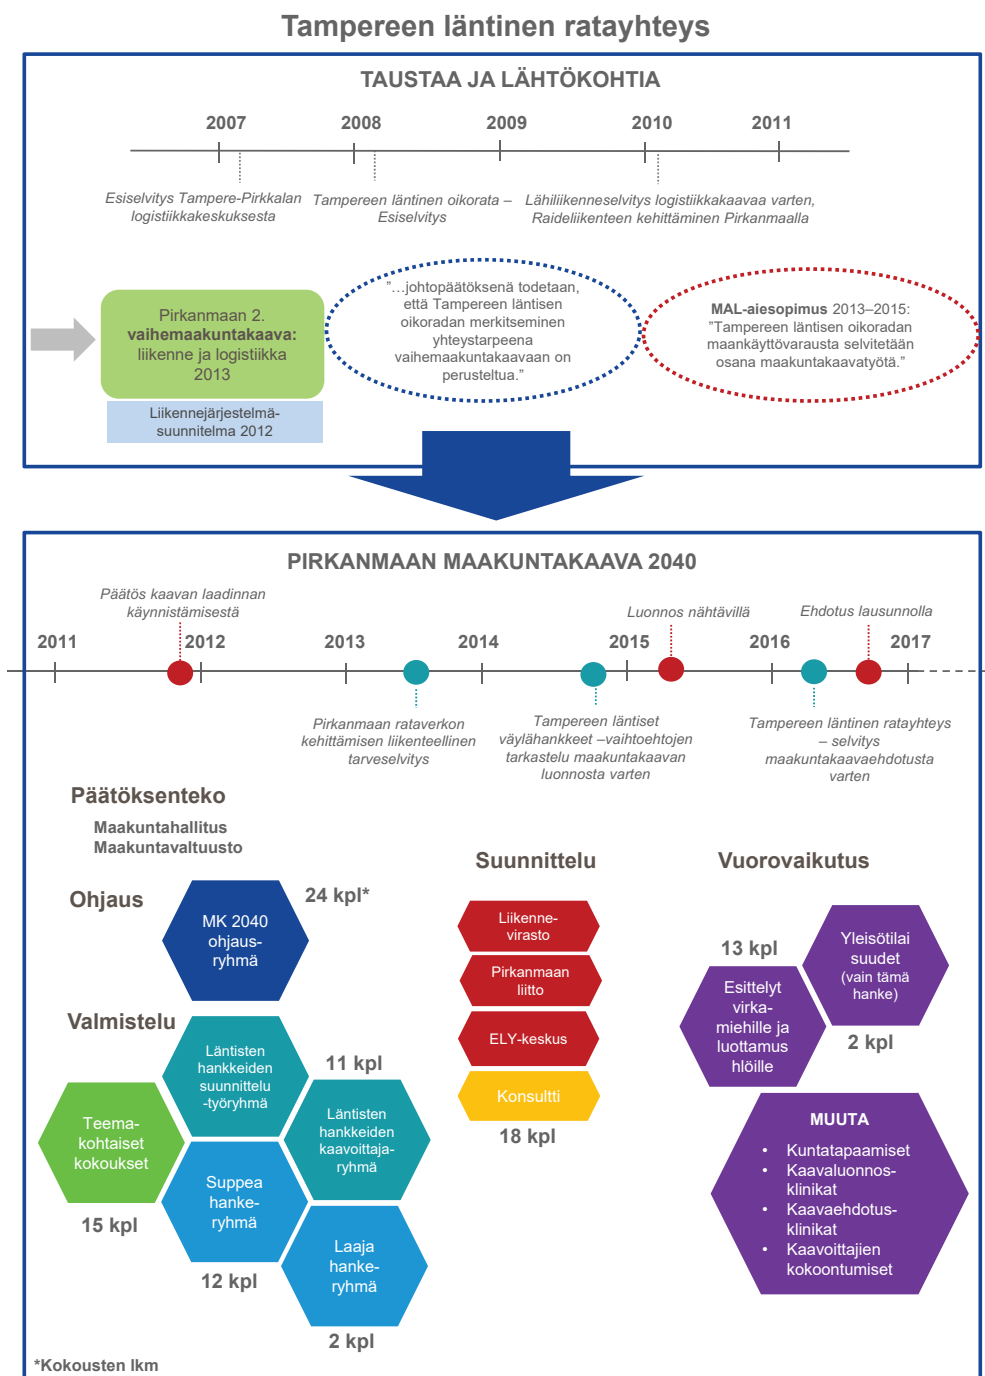 Tampereen läntinen ratayhteys
TAUSTAA JA LÄHTÖKOHTIA
2007
2008
2009
2010
2011
Esiselvitys Tampere-Pirkkalan
logistiikkakeskuksesta
Tampereen läntinen oikorata –
Esiselvitys
Lähiliikenneselvitys logistiikkakaavaa varten,
Raideliikenteen kehittäminen Pirkanmaalla
Pirkanmaan 2.
vaihemaakuntakaava:
liikenne ja logistiikka
2013
Liikennejärjestelmä-
suunnitelma 2012
”…johtopäätöksenä todetaan,
että Tampereen läntisen
oikoradan merkitseminen
yhteystarpeena
vaihemaakuntakaavaan on
perusteltua.”
MAL-aiesopimus 2013–2015:
”Tampereen läntisen oikoradan
maankäyttövarausta selvitetään
osana maakuntakaavatyötä.”
PIRKANMAAN MAAKUNTAKAAVA 2040
Päätös kaavan laadinnan
käynnistämisestä
Luonnos nähtävillä
Ehdotus lausunnolla
2011
2012
2013
2014
2015
2016
2017
Pirkanmaan rataverkon
kehittämisen liikenteellinen
tarveselvitys
Tampereen läntiset
väylähankkeet –vaihtoehtojen
tarkastelu maakuntakaavan
luonnosta varten
Tampereen läntinen ratayhteys
– selvitys
maakuntakaavaehdotusta
varten
Päätöksenteko
Maakuntahallitus
Maakuntavaltuusto
Ohjaus
24 kpl*
MK 2040
ohjaus-
ryhmä
Valmistelu
Läntisten
hankkeiden
suunnittelu
-työryhmä
11 kpl
Läntisten
hankkeiden
kaavoittaja-
ryhmä
Teema-
kohtaiset
kokoukset
15 kpl
Suppea
hanke-
ryhmä
12 kpl
Laaja
hanke-
ryhmä
2 kpl
*Kokousten lkm
Suunnittelu
Liikenne-
virasto
Pirkanmaan
liitto
ELY-keskus
Konsultti
18 kpl
Vuorovaikutus
13 kpl
Esittelyt
virka-
miehille ja
luottamus
hlöille
Yleisötilai
suudet
(vain tämä
hanke)
2 kpl
MUUTA
• Kuntatapaamiset
• Kaavaluonnos-
klinikat
• Kaavaehdotus-
klinikat
• Kaavoittajien
kokoontumiset